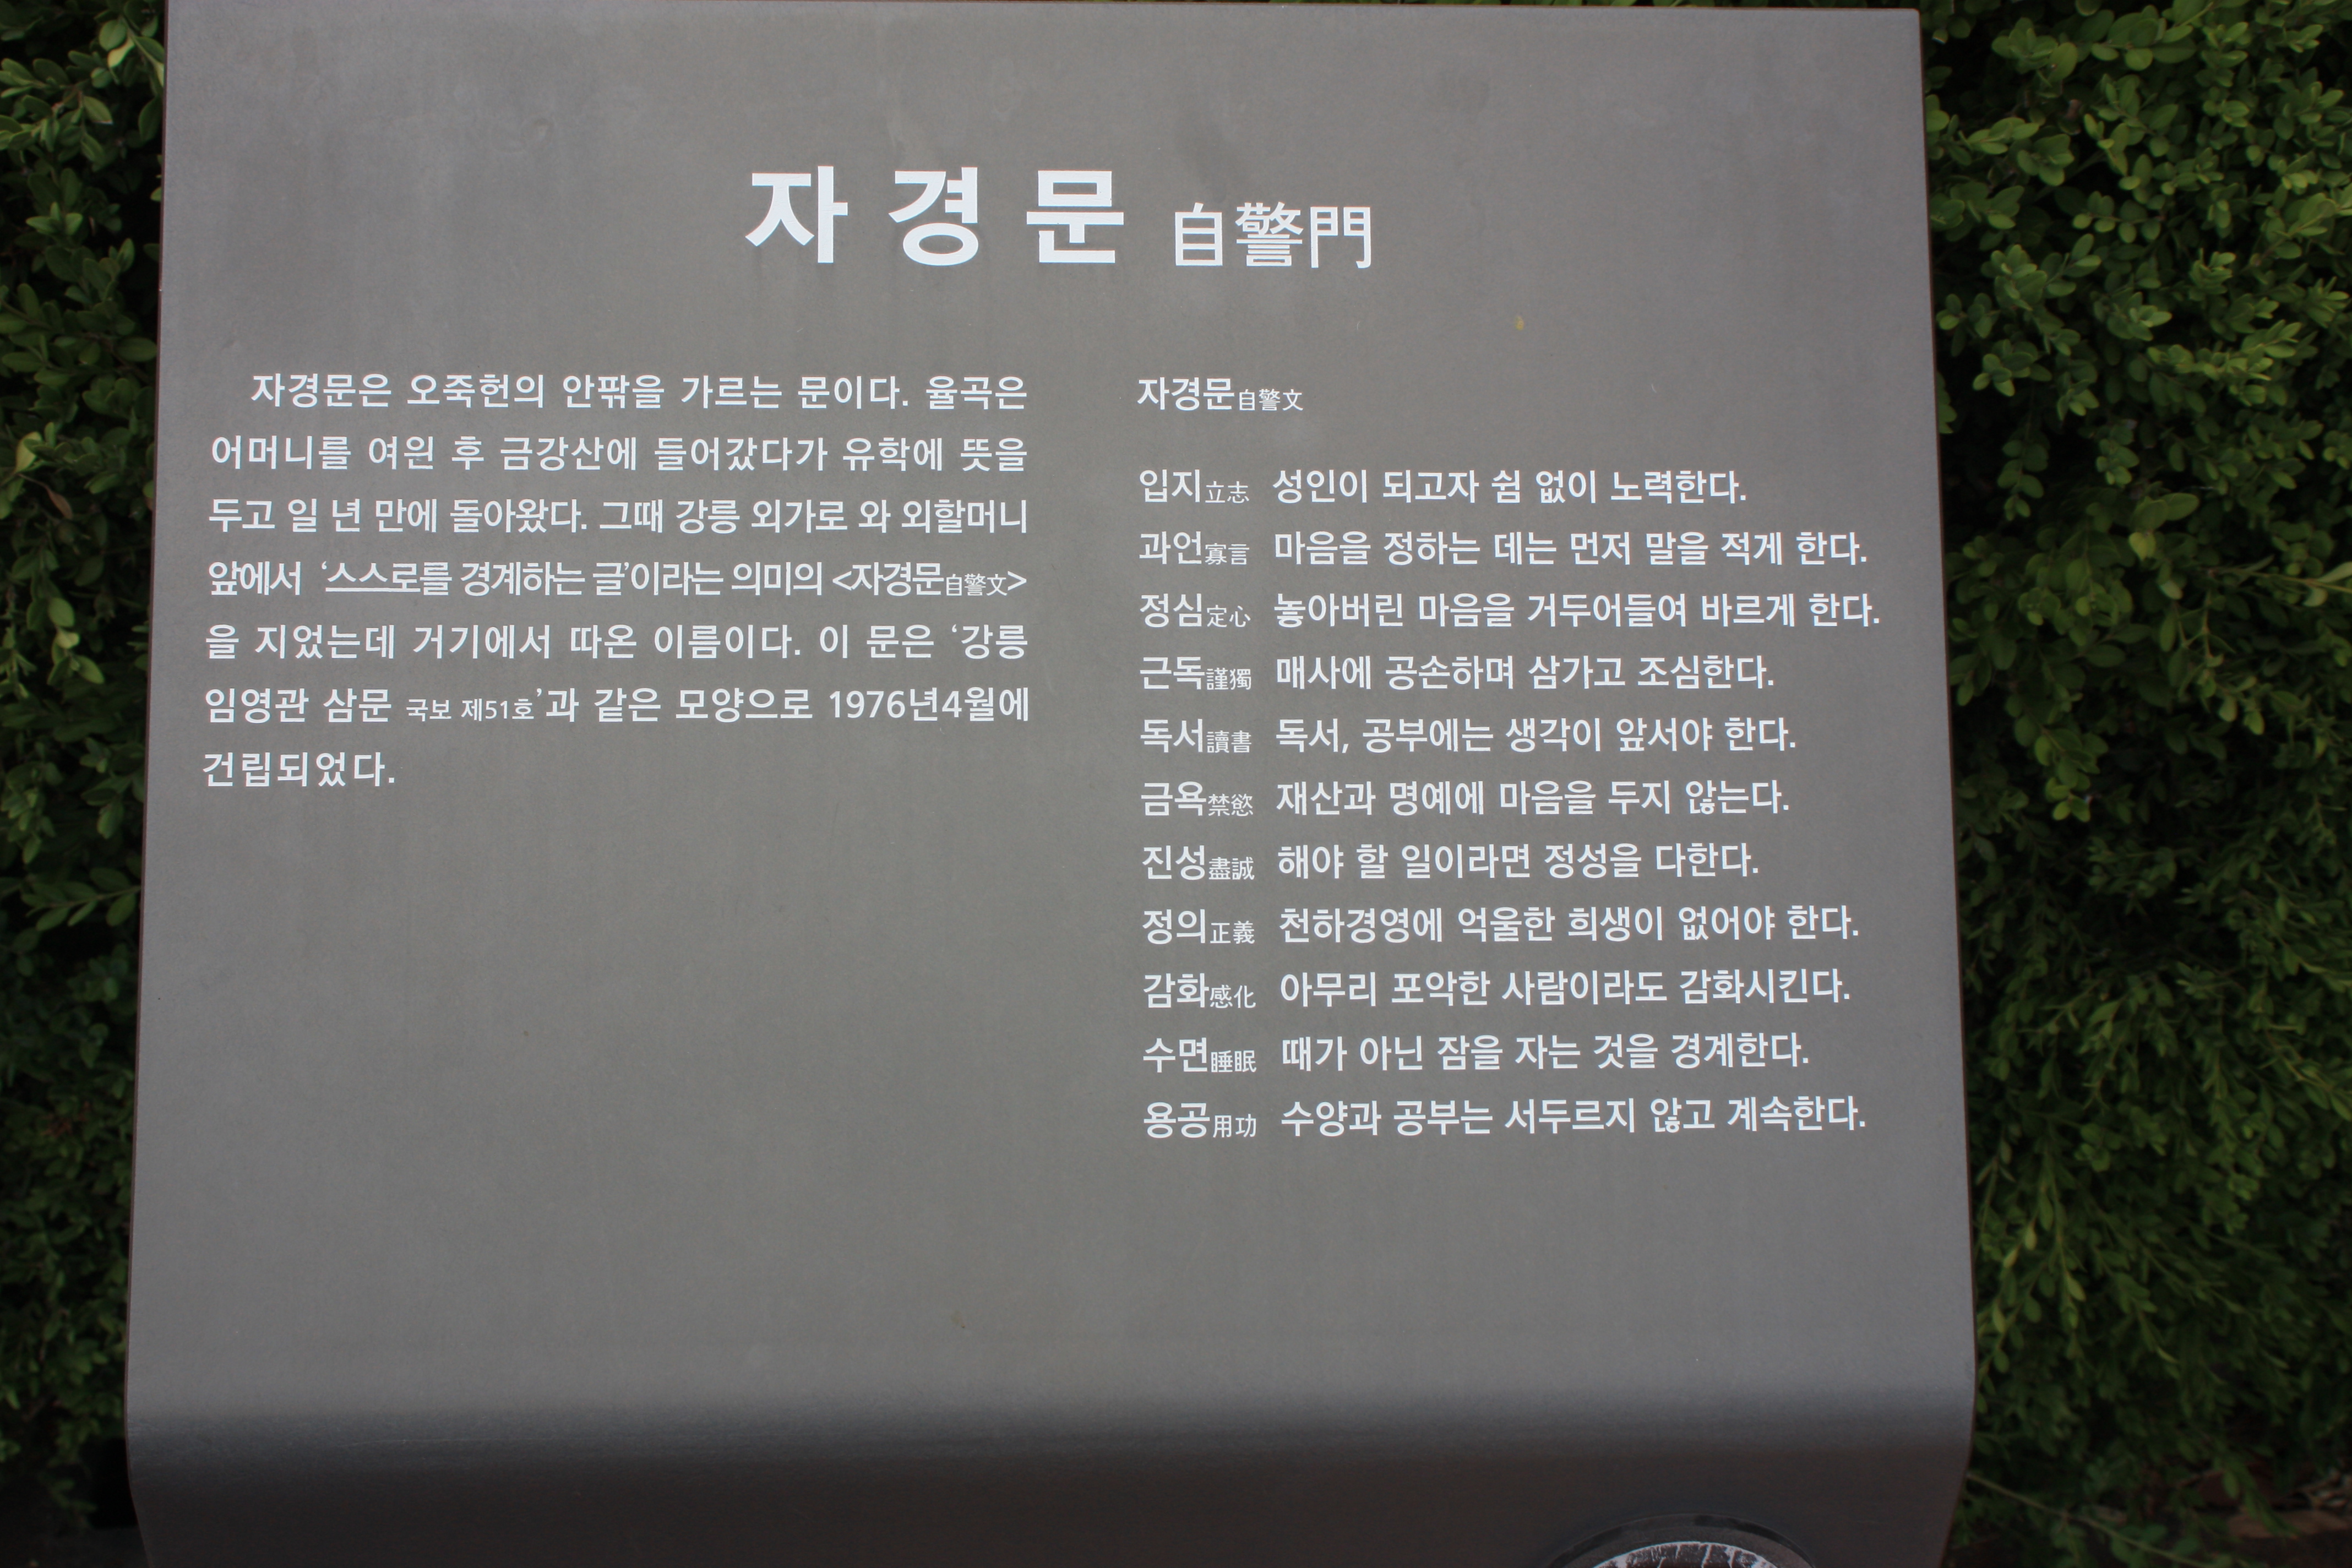 자경문 自警門
자경문은 오죽헌의 안팎을 가르는 문이다. 율곡은
어머니를 여읜 후 금강산에 들어갔다가 유학에 뜻을
두고 일 년 만에 돌아왔다. 그때 강릉 외가로 와 외할머니
앞에서 ‘스스로를 경계하는 글’이라는 의미의 <자경문自警文>
을 지었는데 거기에서 따온 이름이다. 이 문은 ‘강릉
임영관 삼문 국보 제51호’과 같은 모양으로 1976년4월에
건립되었다.
자경문自警文
입지立志 성인이 되고자 쉼 없이 노력한다.
과언寡言 마음을 정하는 데는 먼저 말을 적게 한다.
정심定心 놓아버린 마음을 거두어들여 바르게 한다.
근독謹獨 매사에 공손하며 삼가고 조심한다.
독서讀書 독서, 공부에는 생각이 앞서야 한다.
금욕禁慾 재산과 명예에 마음을 두지 않는다.
진성盡誠 해야 할 일이라면 정성을 다한다.
정의正義 천하경영에 억울한 희생이 없어야 한다.
감화感化 아무리 포악한 사람이라도 감화시킨다.
수면睡眠 때가 아닌 잠을 자는 것을 경계한다.
용공用功 수양과 공부는 서두르지 않고 계속한다.